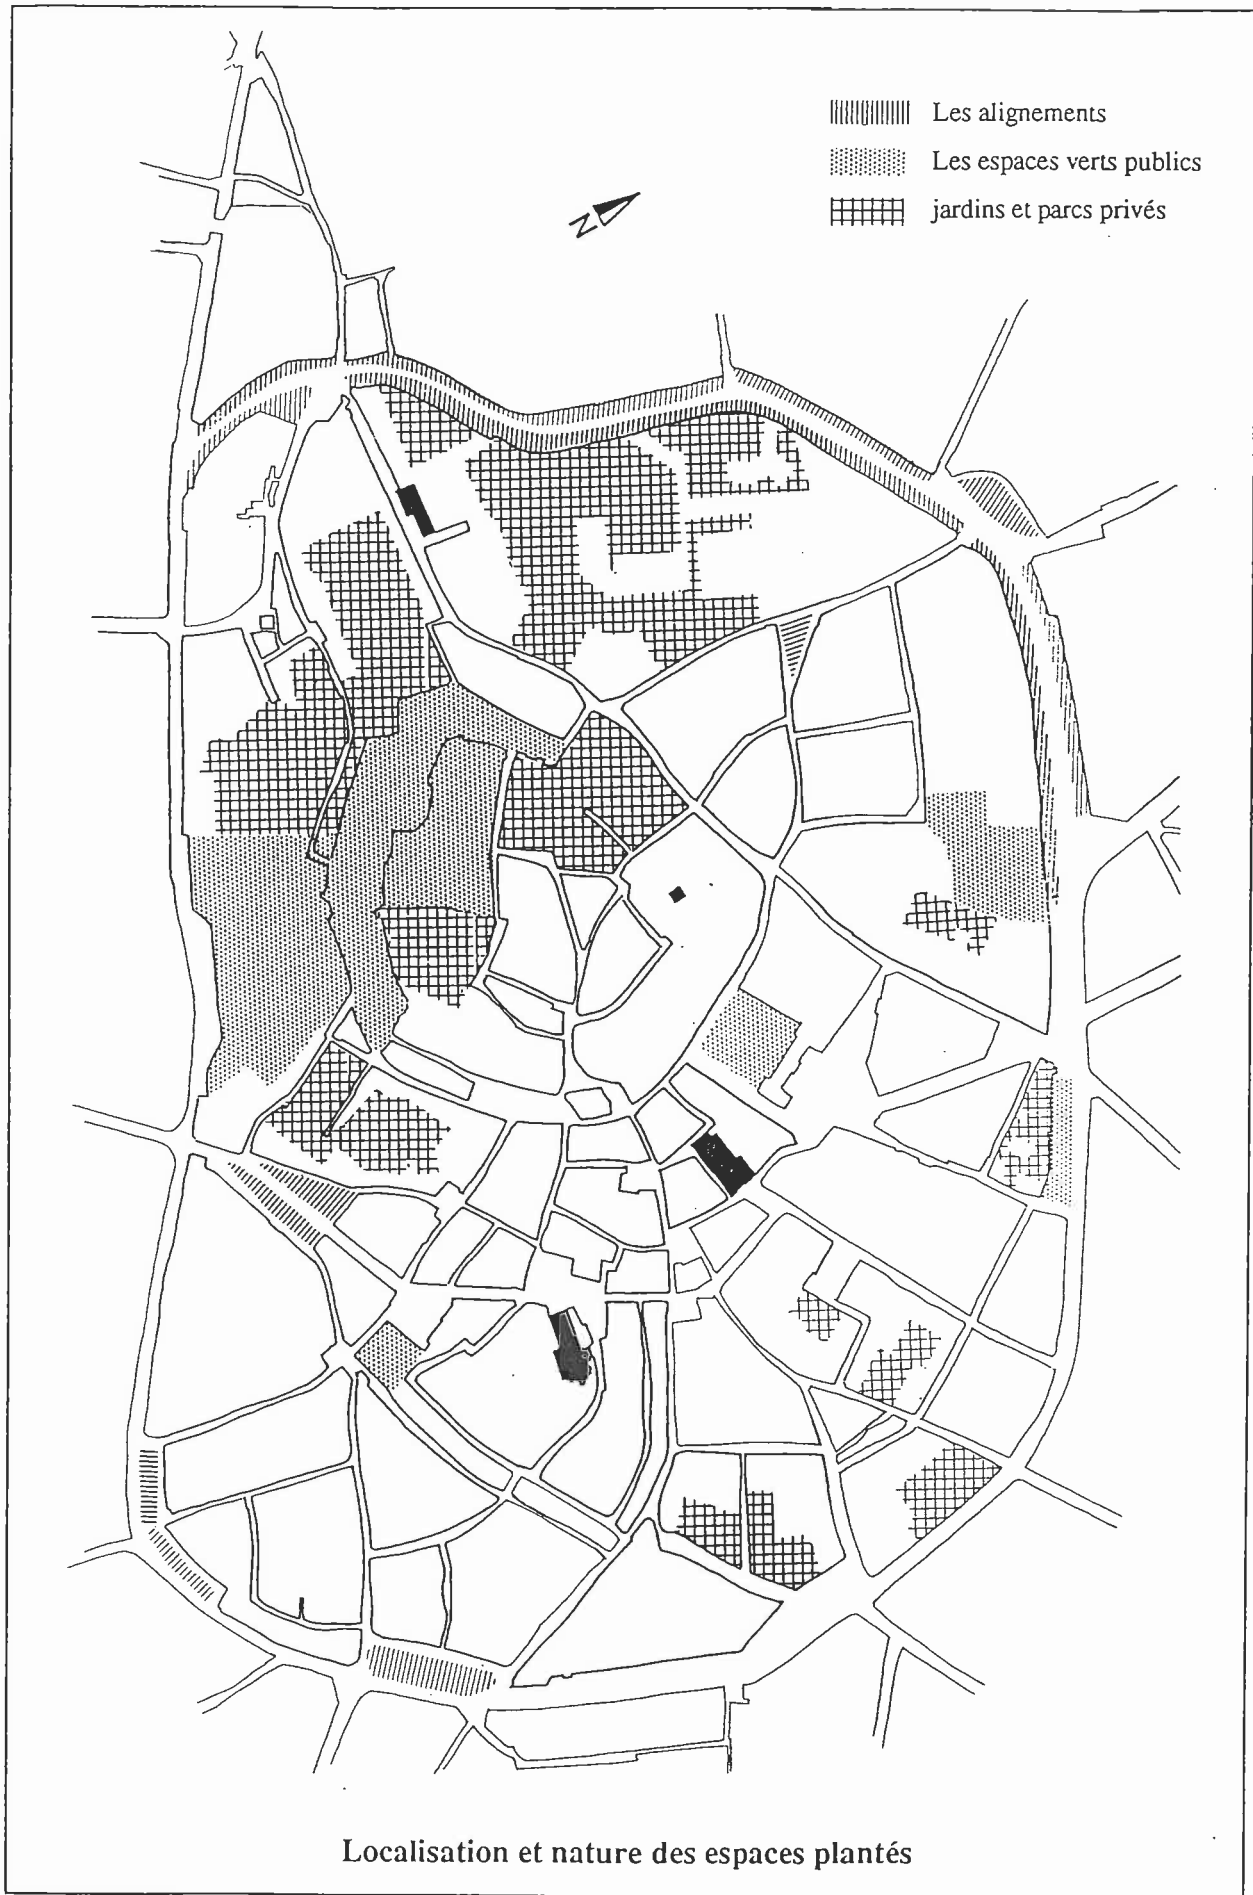 Les alignements
Les espaces verts publics
jardins et parcs privés
N
Localisation et nature des espaces plantés